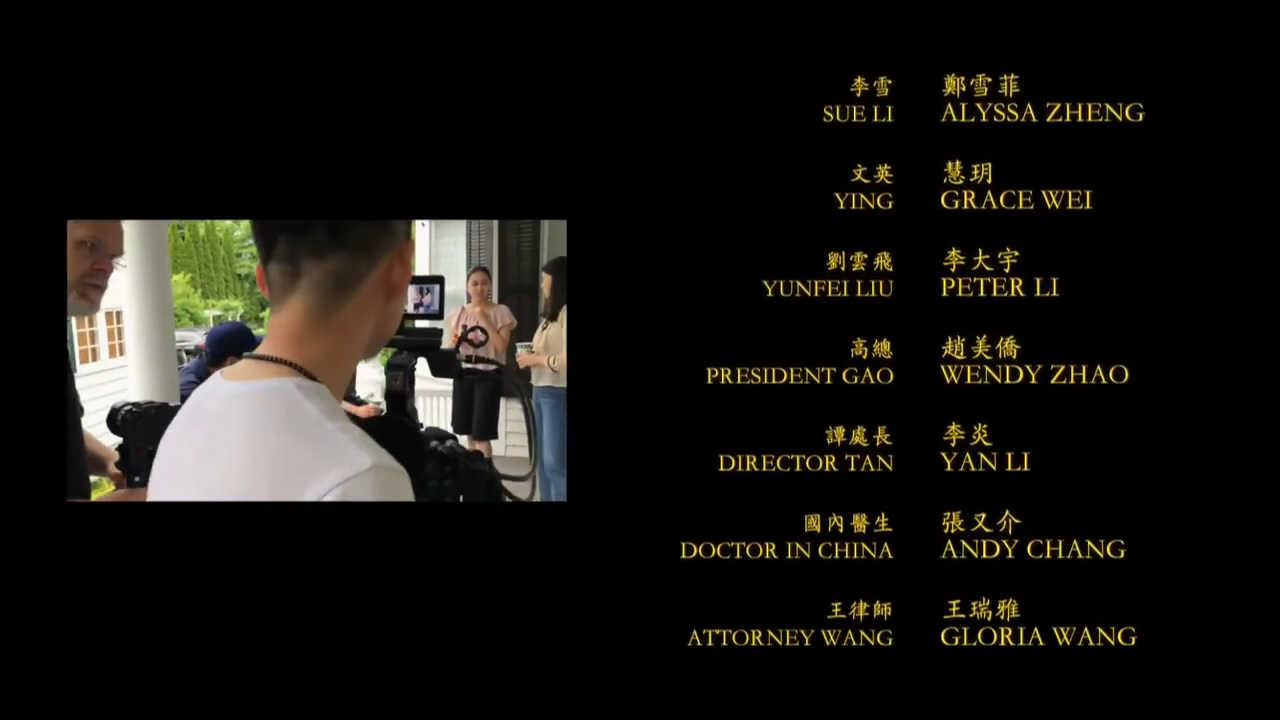 李雪 鄭雪菲
SUE LI ALYSSA ZHENG
文英 慧玥
YING GRACE WEI
劉雲飛 李大宇
YUNFEI LIU PETER LI
高總 趙美僑
PRESIDENT GAO WENDY ZHAO
譚處長 李炎
DIRECTOR TAN YAN LI
國內醫生 張又介
DOCTOR IN CHINA ANDY CHANG
王律師 王瑞雅
ATTORNEY WANG GLORIA WANG